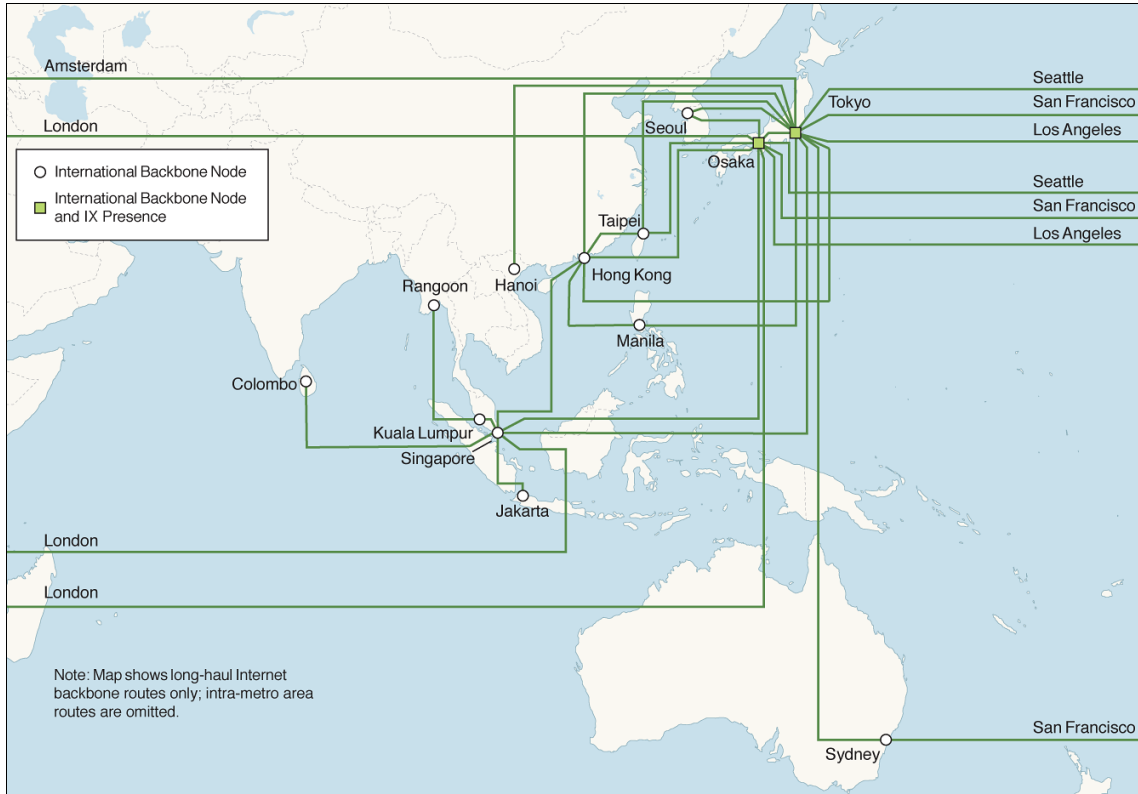 Amsterdam
Seattle
Tokyo
San Francisco
London
Seoul
Los Angeles
International Backbone Node
Osaka
International Backbone Node
and IX Presence
Seattle
San Francisco
Taipei
Los Angeles
Hong Kong
Rangoon
Hanoi
Manila
Colombo
Kuala Lumpur
Singapore
Jakarta
London
London
Note: Map shows long-haul Internet
backbone routes only; intra-metro area
routes are omitted.
San Francisco
Sydney